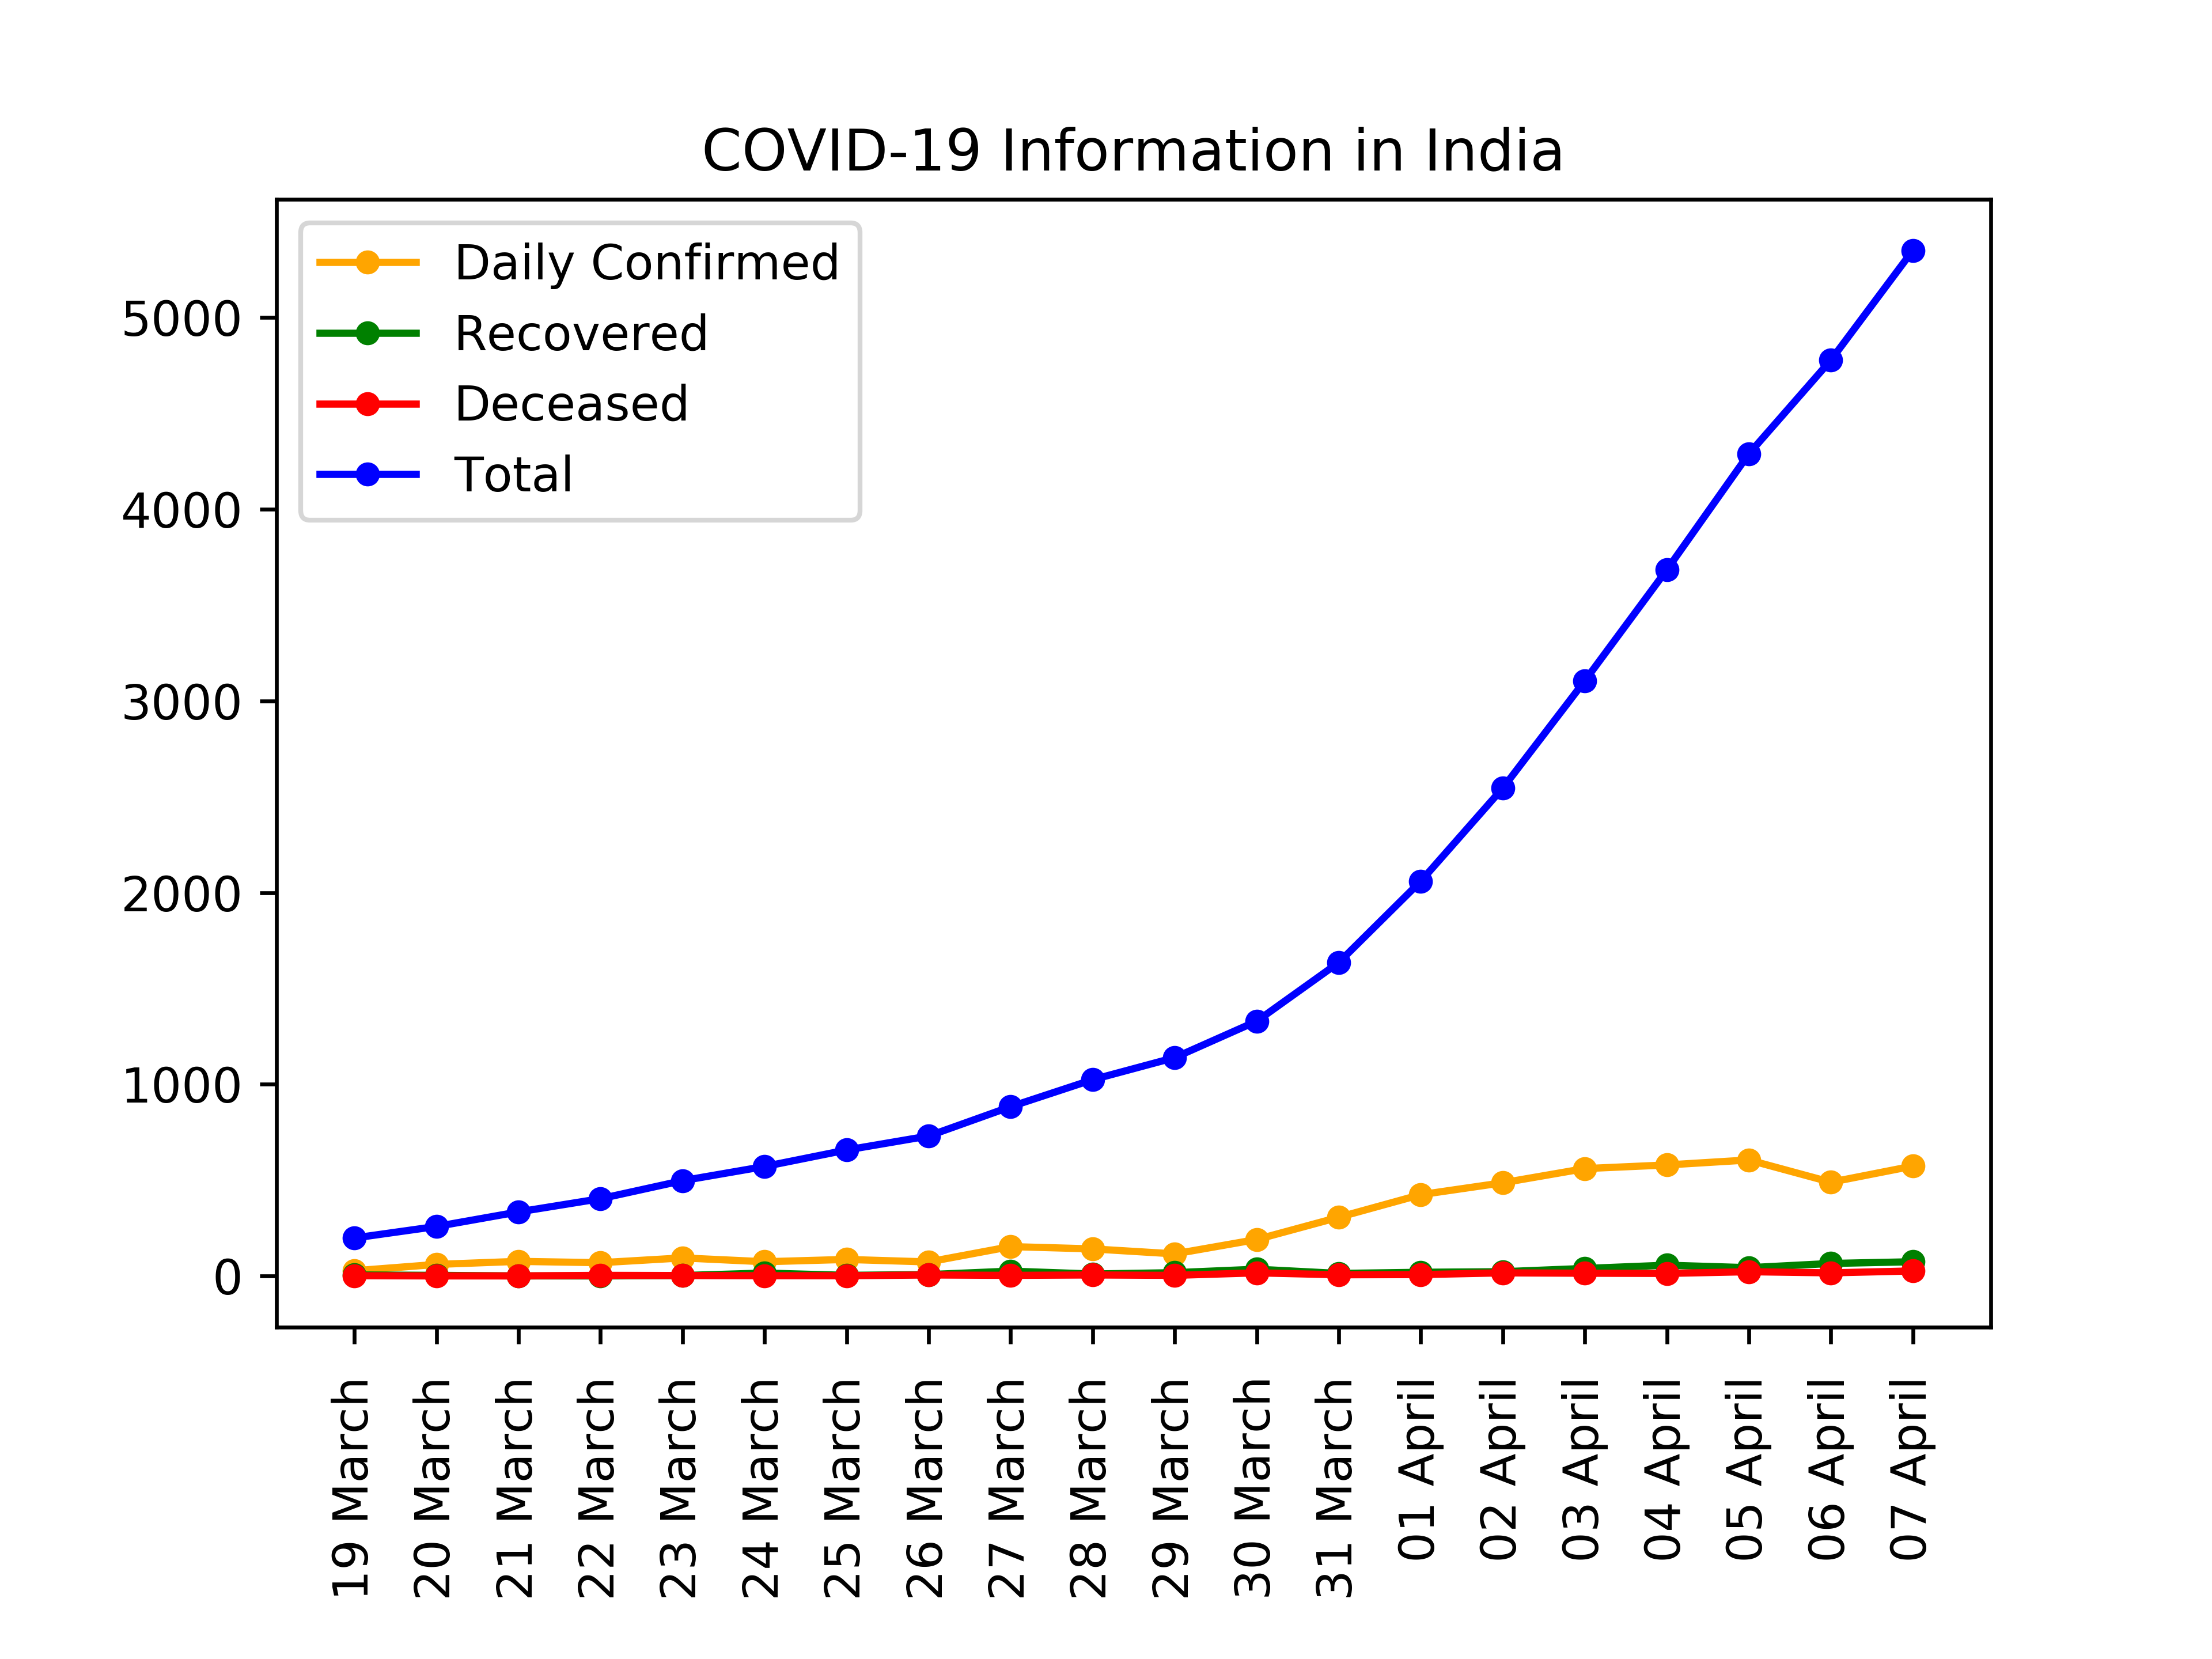 COVID-19 Information in India
Daily Confirmed
Recovered
Deceased
Total
5000
4000
3000
2000
1000
0
19 March
20 March
21 March
22 March
23 March
24 March
25 March
26 March
27 March
28 March
29 March
30 March
31 March
01 April
02 April
03 April
04 April
05 April
06 April
07 April